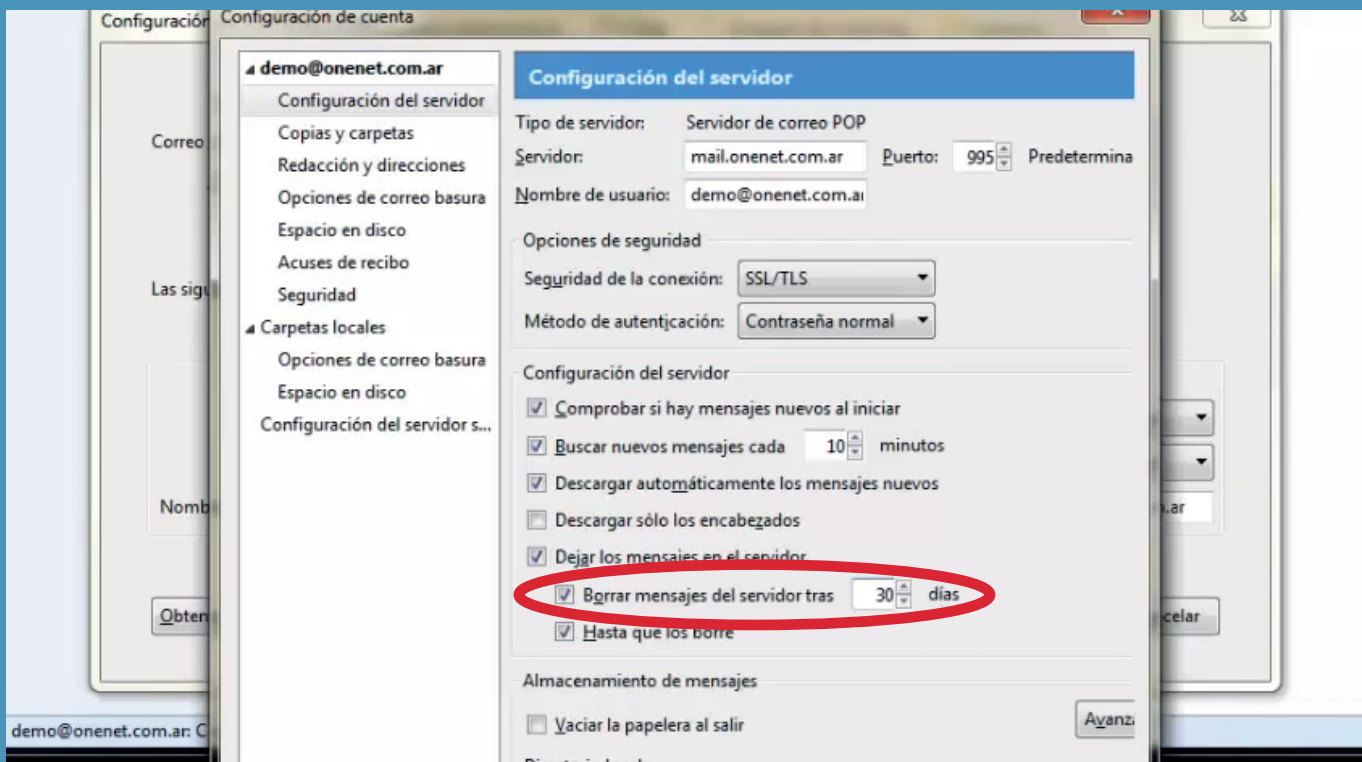 Configuración
Configuración de cuenta
demo@onenet.com.ar
Configuración del servidor
Copias y carpetas
Redacción y direcciones
Opciones de correo basura
Espacio en disco
Acuses de recibo
Seguridad
Carpetas locales
Opciones de correo basura
Espacio en disco
Configuración del servidor s...
Configuración del servidor
Tipo de servidor: Servidor de correo POP
Servidor: mail.onenet.com.ar Puerto: 995 Predetermina
Nombre de usuario: demo@onenet.com.ar
Opciones de seguridad
Seguridad de la conexión: SSL/TLS
Método de autenticación: Contraseña normal
Configuración del servidor
Comprobar si hay mensajes nuevos al iniciar
Buscar nuevos mensajes cada 10 minutos
Descargar automáticamente los mensajes nuevos
Descargar sólo los encabezados
Dejar los mensajes en el servidor
Borrar mensajes del servidor tras 30 días
Hasta que los borre
Almacenamiento de mensajes
Vaciar la papelera al salir
Avanza
Correo
Las sigu
Nomb
.ar
Obten
celar
demo@onenet.com.ar: C